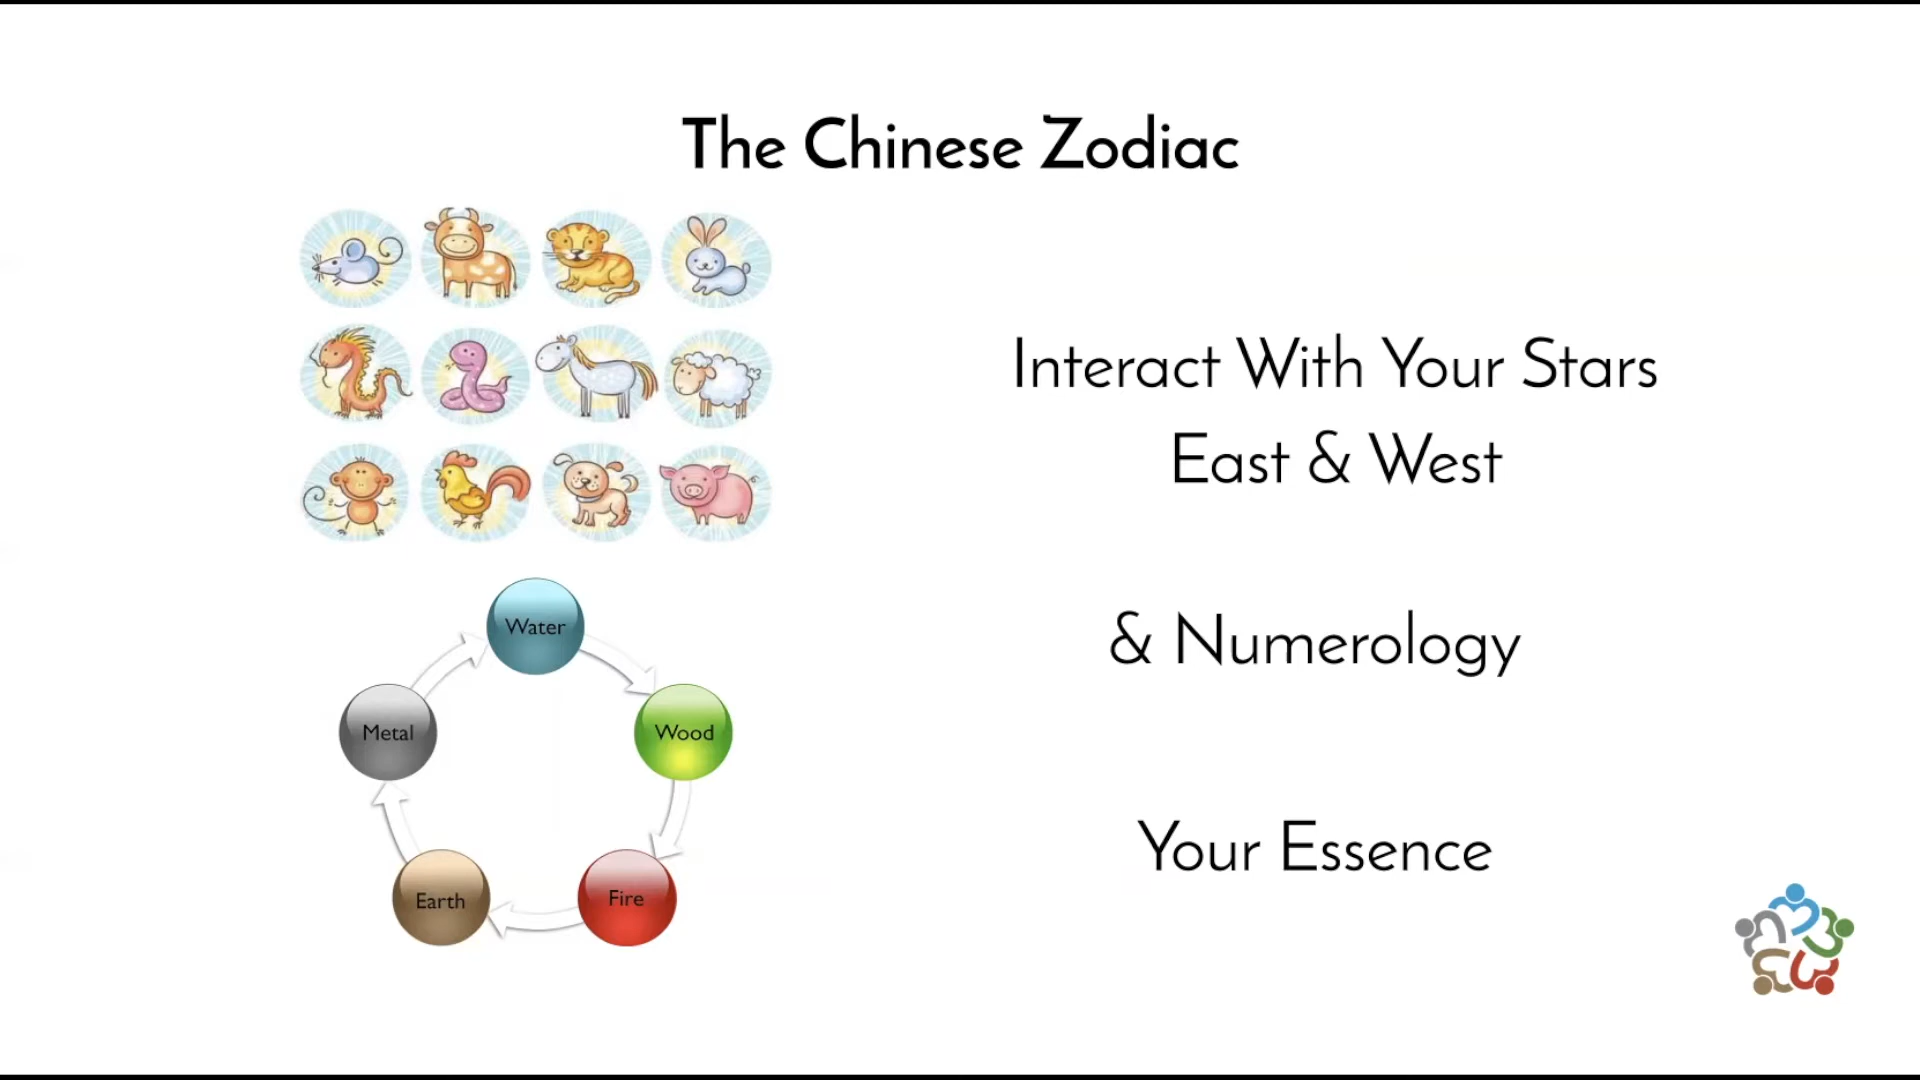 The Chinese Zodiac
Interact With Your Stars
East & West
& Numerology
Your Essence
Water
Wood
Fire
Earth
Metal